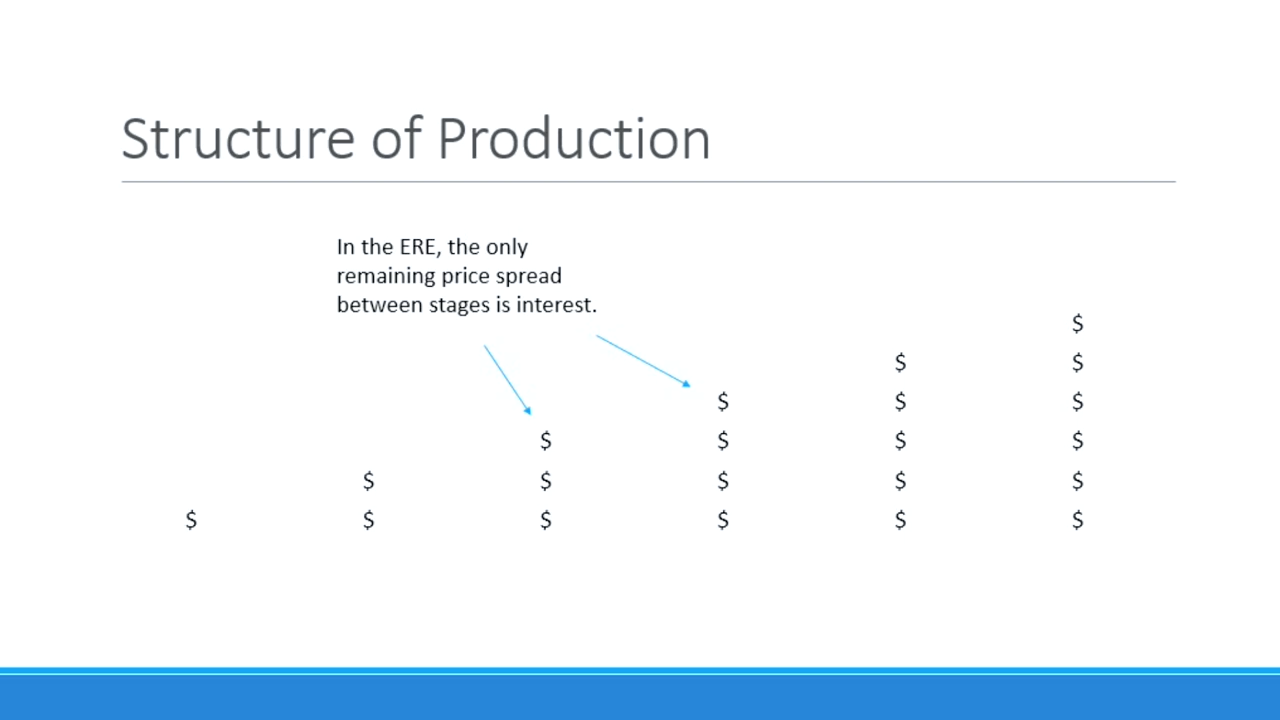 Structure of Production
In the ERE, the only
remaining price spread
between stages is interest.
$
$ $
$ $ $
$ $ $ $
$ $ $ $ $
$ $ $ $ $ $